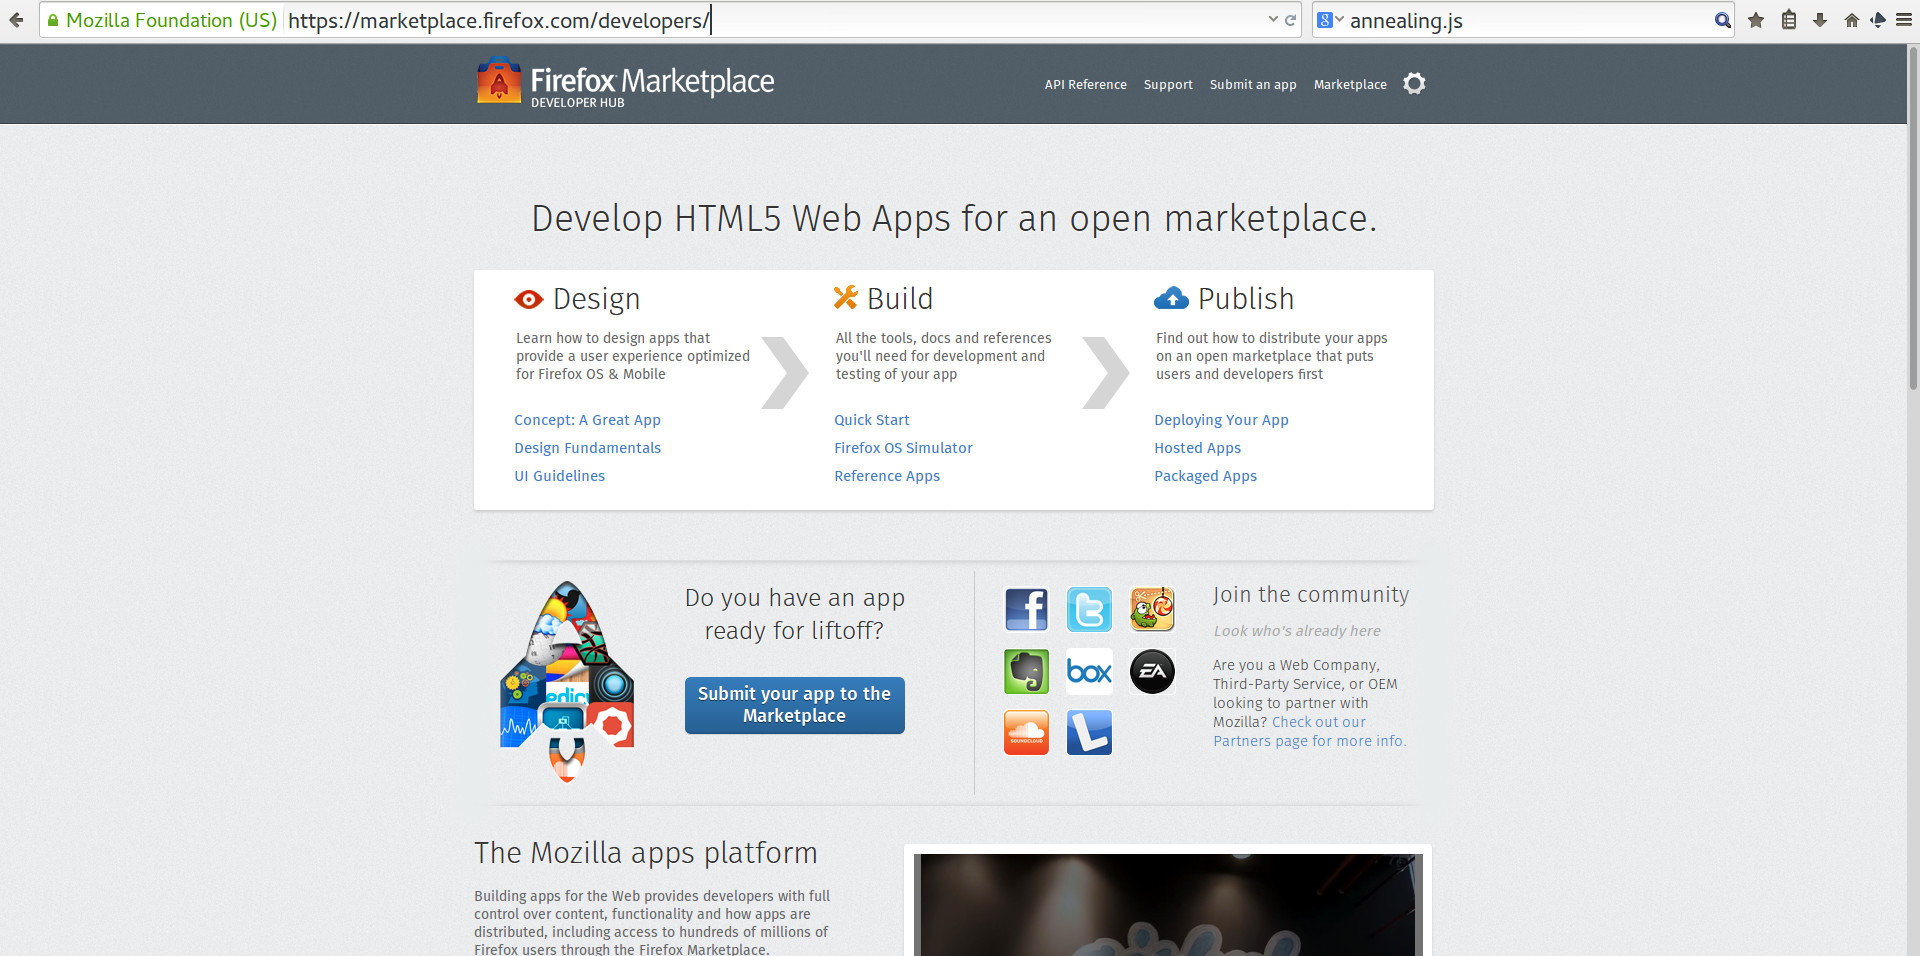 Mozilla Foundation (US) https://marketplace.firefox.com/developers/ 8 annealing.js
Firefox Marketplace
DEVELOPER HUB
API Reference Support Submit an app Marketplace
Develop HTML5 Web Apps for an open marketplace.
Design
Learn how to design apps that
provide a user experience optimized
for Firefox OS & Mobile
Concept: A Great App
Design Fundamentals
UI Guidelines
Build
All the tools, docs and references
you'll need for development and
testing of your app
Quick Start
Firefox OS Simulator
Reference Apps
Publish
Find out how to distribute your apps
on an open marketplace that puts
users and developers first
Deploying Your App
Hosted Apps
Packaged Apps
edic
Do you have an app
ready for liftoff?
Submit your app to the
Marketplace
f
t
box
EA
SOUNDCLOUD
L
Join the community
Look who's already here
Are you a Web Company,
Third-Party Service, or OEM
looking to partner with
Mozilla? Check out our
Partners page for more info.
The Mozilla apps platform
Building apps for the Web provides developers with full
control over content, functionality and how apps are
distributed, including access to hundreds of millions of
Firefox users through the Firefox Marketplace.